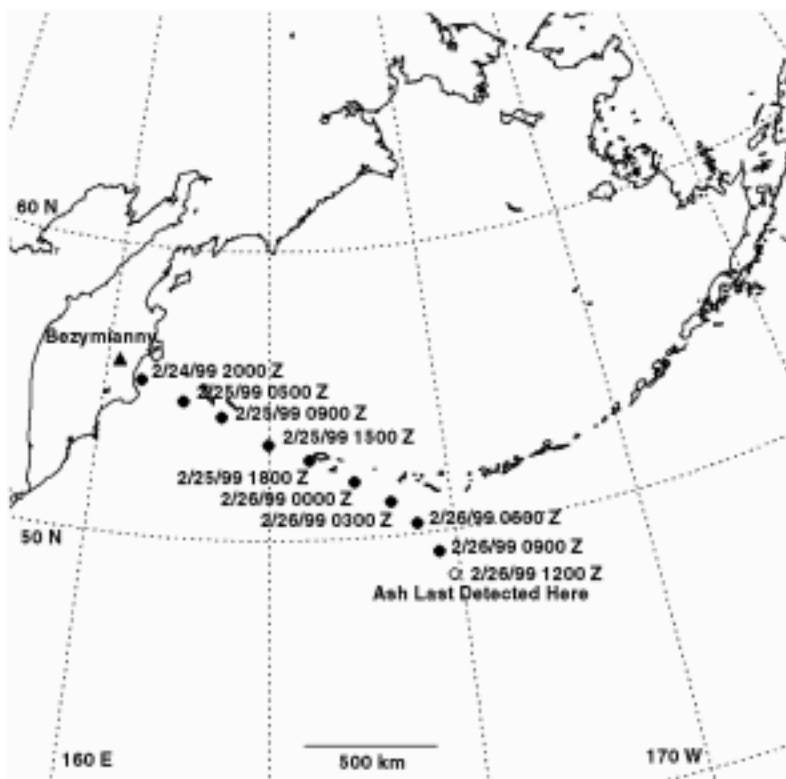 60 N
Bezymianny
2/24/99 2000 Z
2/25/99 0500 Z
2/25/99 0900 Z
2/25/99 1500 Z
2/25/99 1800 Z
2/26/99 0000 Z
2/26/99 0300 Z
2/26/99 0600 Z
50 N
2/26/99 0900 Z
2/26/99 1200 Z
Ash Last Detected Here
160 E
500 km
170 W